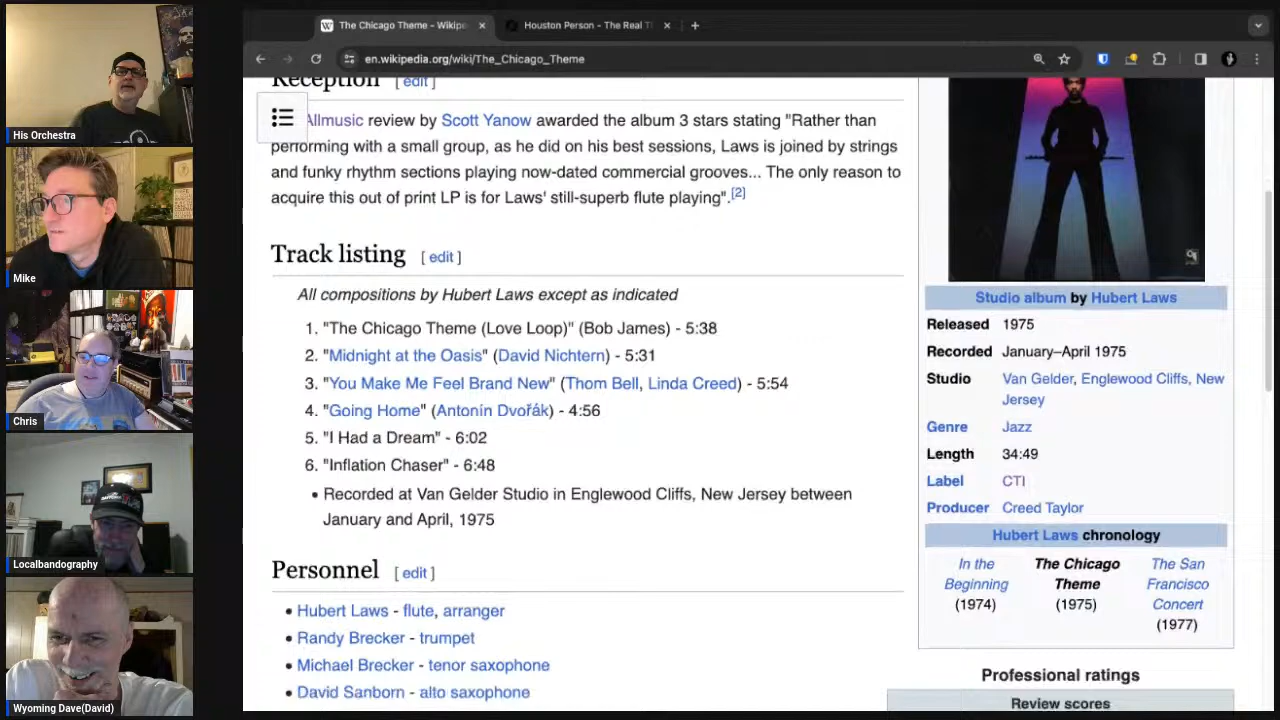 The Chicago Theme - Wikipe
Houston Person - The Real T
en.wikipedia.org/wiki/The_Chicago_Theme
His Orchestra
Mike
Chris
Localbandography
Wyoming Dave(David)
Reception [ edit ]
Allmusic review by Scott Yanow awarded the album 3 stars stating "Rather than
performing with a small group, as he did on his best sessions, Laws is joined by strings
and funky rhythm sections playing now-dated commercial grooves... The only reason to
acquire this out of print LP is for Laws' still-superb flute playing".[2]
Track listing [ edit ]
All compositions by Hubert Laws except as indicated
1. "The Chicago Theme (Love Loop)" (Bob James) - 5:38
2. "Midnight at the Oasis" (David Nichtern) - 5:31
3. "You Make Me Feel Brand New" (Thom Bell, Linda Creed) - 5:54
4. "Going Home" (Antonín Dvořák) - 4:56
5. "I Had a Dream" - 6:02
6. "Inflation Chaser" - 6:48
• Recorded at Van Gelder Studio in Englewood Cliffs, New Jersey between
January and April, 1975
Personnel [ edit ]
• Hubert Laws - flute, arranger
• Randy Brecker - trumpet
• Michael Brecker - tenor saxophone
• David Sanborn - alto saxophone
Studio album by Hubert Laws
Released 1975
Recorded January–April 1975
Studio Van Gelder, Englewood Cliffs, New
Jersey
Genre Jazz
Length 34:49
Label CTI
Producer Creed Taylor
Hubert Laws chronology
In the
Beginning
(1974)
The Chicago
Theme
(1975)
The San
Francisco
Concert
(1977)
Professional ratings
Review scores